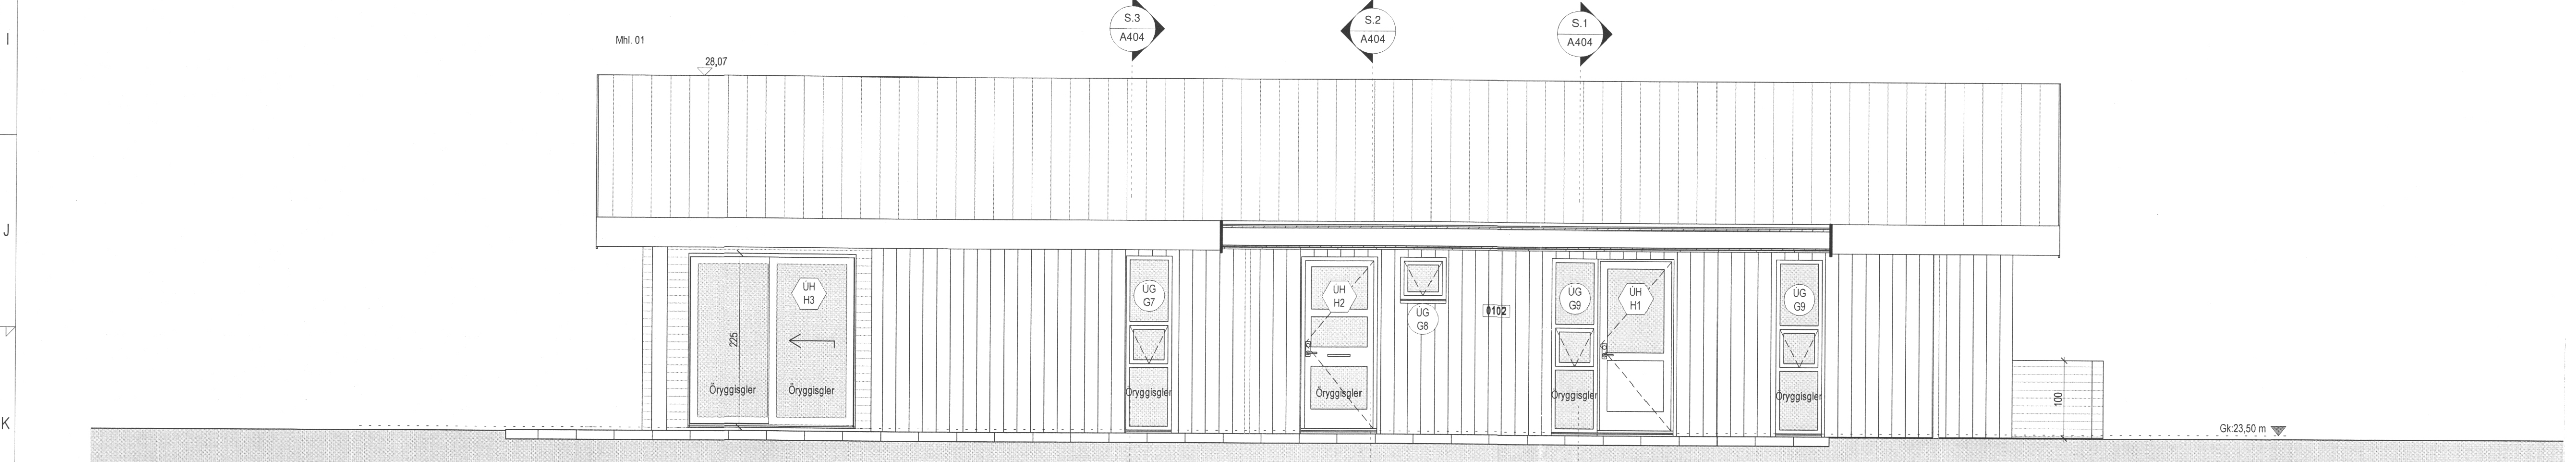 I
J
K
Mhl. 01
28,07
S.3
A404
S.2
A404
S.1
A404
ÚH
H3
225
Öryggisgler
Öryggisgler
ÚG
G7
Öryggisgler
ÚH
H2
Öryggisgler
ÚG
G8
0102
ÚG
G9
Öryggisgler
ÚH
H1
ÚG
G9
Öryggisgler
100
Gk:23,50 m